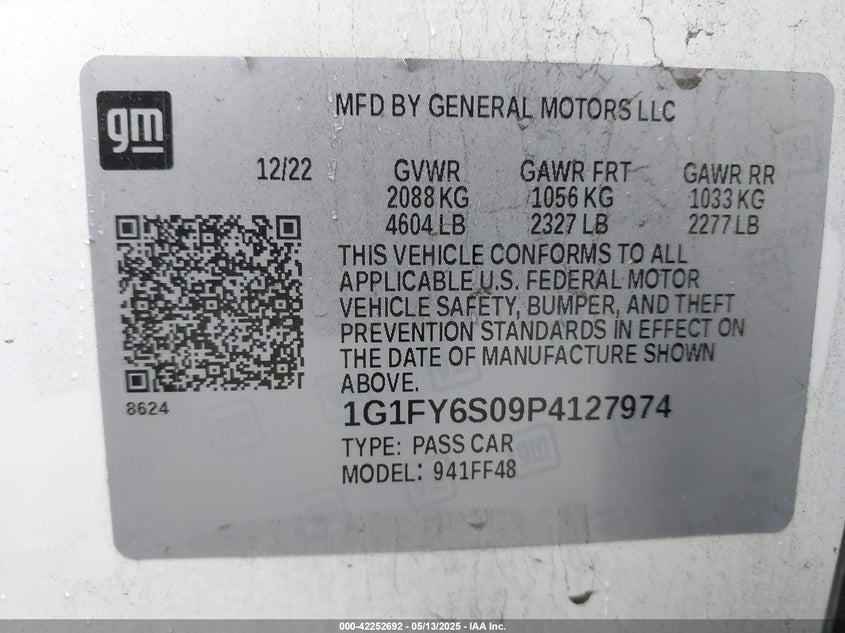 gm
MFD BY GENERAL MOTORS LLC
12/22 GVWR GAWR FRT GAWR RR
2088 KG 1056 KG 1033 KG
4604 LB 2327 LB 2277 LB
THIS VEHICLE CONFORMS TO ALL
APPLICABLE U.S. FEDERAL MOTOR
VEHICLE SAFETY, BUMPER, AND THEFT
PREVENTION STANDARDS IN EFFECT ON
THE DATE OF MANUFACTURE SHOWN
ABOVE.
8624
1G1FY6S09P4127974
TYPE: PASS CAR
MODEL: 941FF48
000-42252692 - 05/13/2025 - IAA Inc.